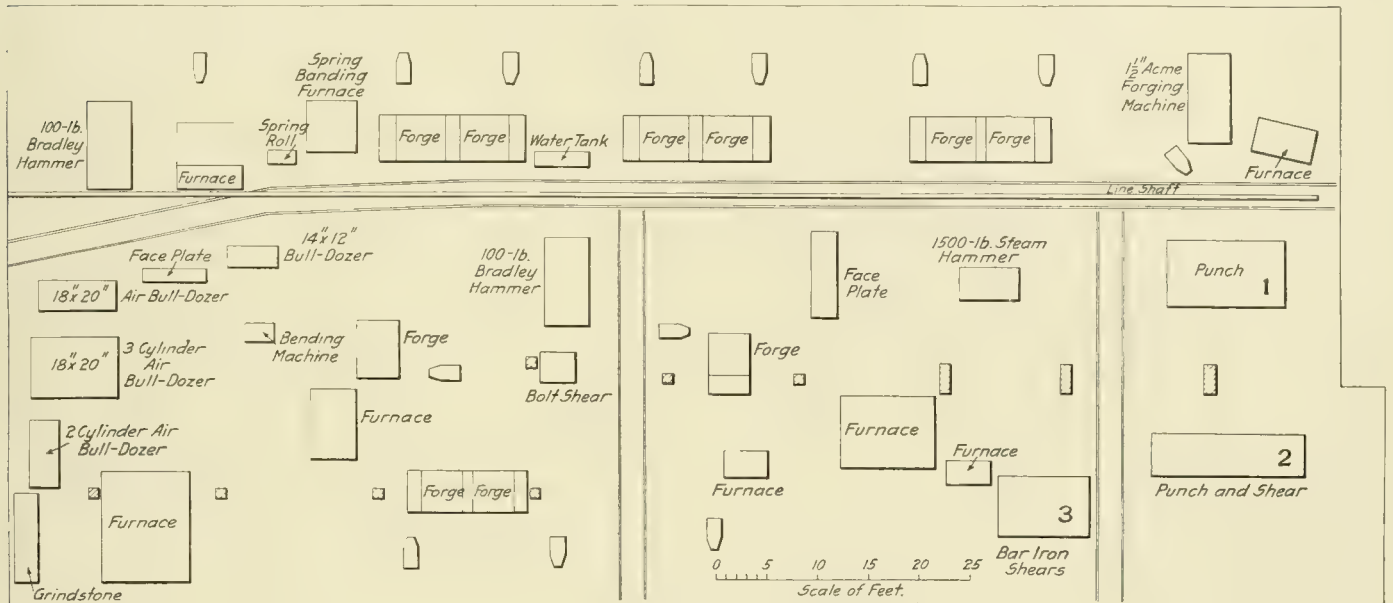 100-lb.
Bradley
Hammer
Furnace
Spring
Roll
Spring
Banding
Furnace
Forge Forge
Water Tank
Forge Forge
Forge Forge
1½" Acme
Forging
Machine
Furnace
Line Shaft
Face Plate
14" x 12"
Bull-Dozer
18" x 20" Air Bull-Dozer
18" x 20"
3 Cylinder
Air
Bull-Dozer
Bending
Machine
Forge
100-lb.
Bradley
Hammer
Bolt Shear
Furnace
2 Cylinder Air
Bull-Dozer
Furnace
Grindstone
Forge Forge
Face
Plate
1500-lb. Steam
Hammer
Punch
1
Forge
Furnace
Furnace
Furnace
3
Bar Iron
Shears
2
Punch and Shear
0 5 10 15 20 25
Scale of Feet.